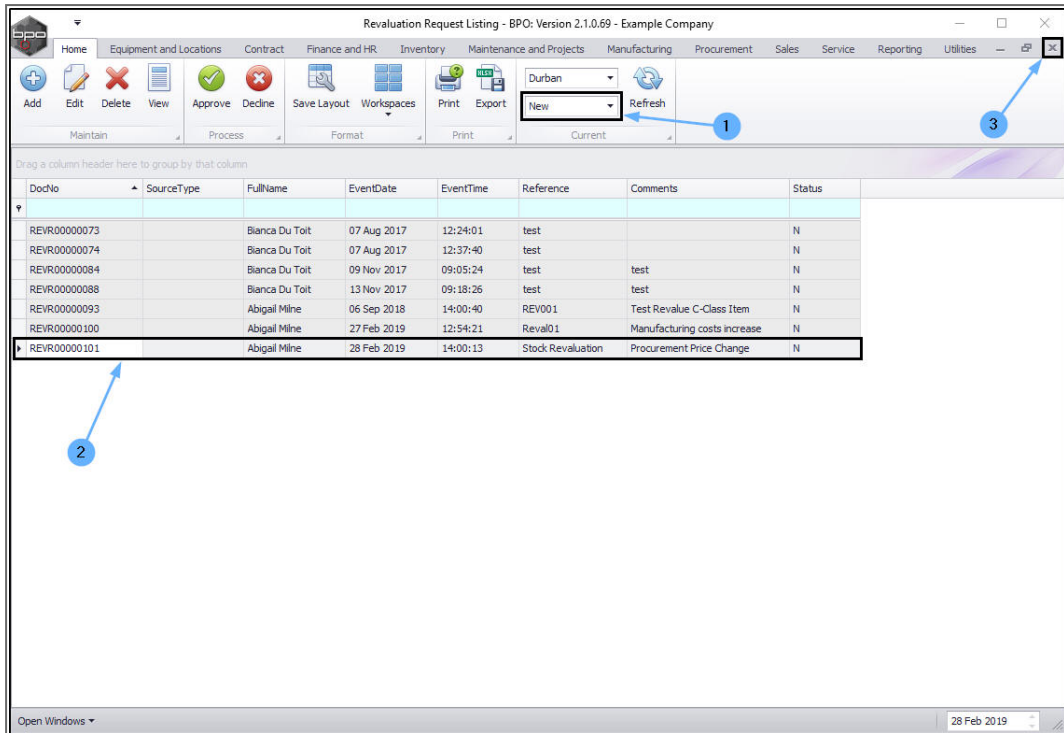 Revaluation Request Listing - BPO: Version 2.1.0.69 - Example Company
bpo
Home Equipment and Locations Contract Finance and HR Inventory Maintenance and Projects Manufacturing Procurement Sales Service Reporting Utilities
3
Durban
XLSX
Add Edit Delete View Approve Decline Save Layout Workspaces Print Export New Refresh
1
Maintain Process Format Print Current
Drag a column header here to group by that column
DocNo SourceType FullName EventDate EventTime Reference Comments Status
REVR00000073 Bianca Du Toit 07 Aug 2017 12:24:01 test N
REVR00000074 Bianca Du Toit 07 Aug 2017 12:37:40 test N
REVR00000084 Bianca Du Toit 09 Nov 2017 09:05:24 test test N
REVR00000088 Bianca Du Toit 13 Nov 2017 09:18:26 test test N
REVR00000093 Abigail Milne 06 Sep 2018 14:00:40 REV001 Test Revalue C-Class Item N
REVR00000100 Abigail Milne 27 Feb 2019 12:54:21 Reval01 Manufacturing costs increase N
REVR00000101 Abigail Milne 28 Feb 2019 14:00:13 Stock Revaluation Procurement Price Change N
2
Open Windows 28 Feb 2019